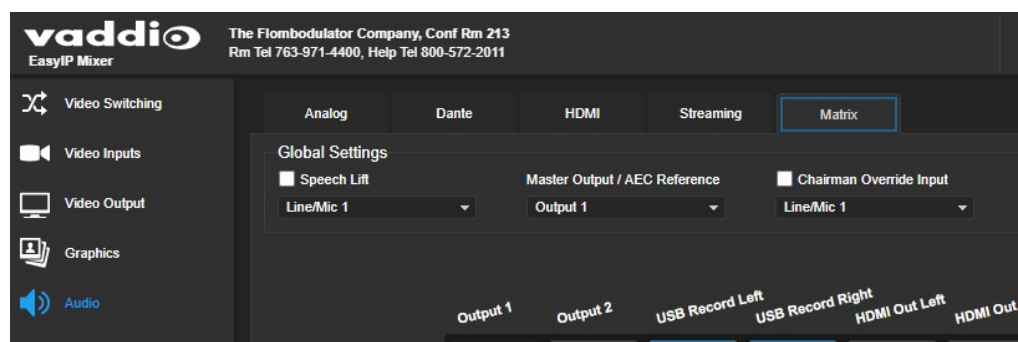 vaddio
EasyIP Mixer
The Flombodulator Company, Conf Rm 213
Rm Tel 763-971-4400, Help Tel 800-572-2011
Video Switching
Video Inputs
Video Output
Graphics
Audio
Analog Dante HDMI Streaming Matrix
Global Settings
Speech Lift Master Output / AEC Reference Chairman Override Input
Line/Mic 1 Output 1 Line/Mic 1
Output 1 Output 2 USB Record Left USB Record Right HDMI Out Left HDMI Out